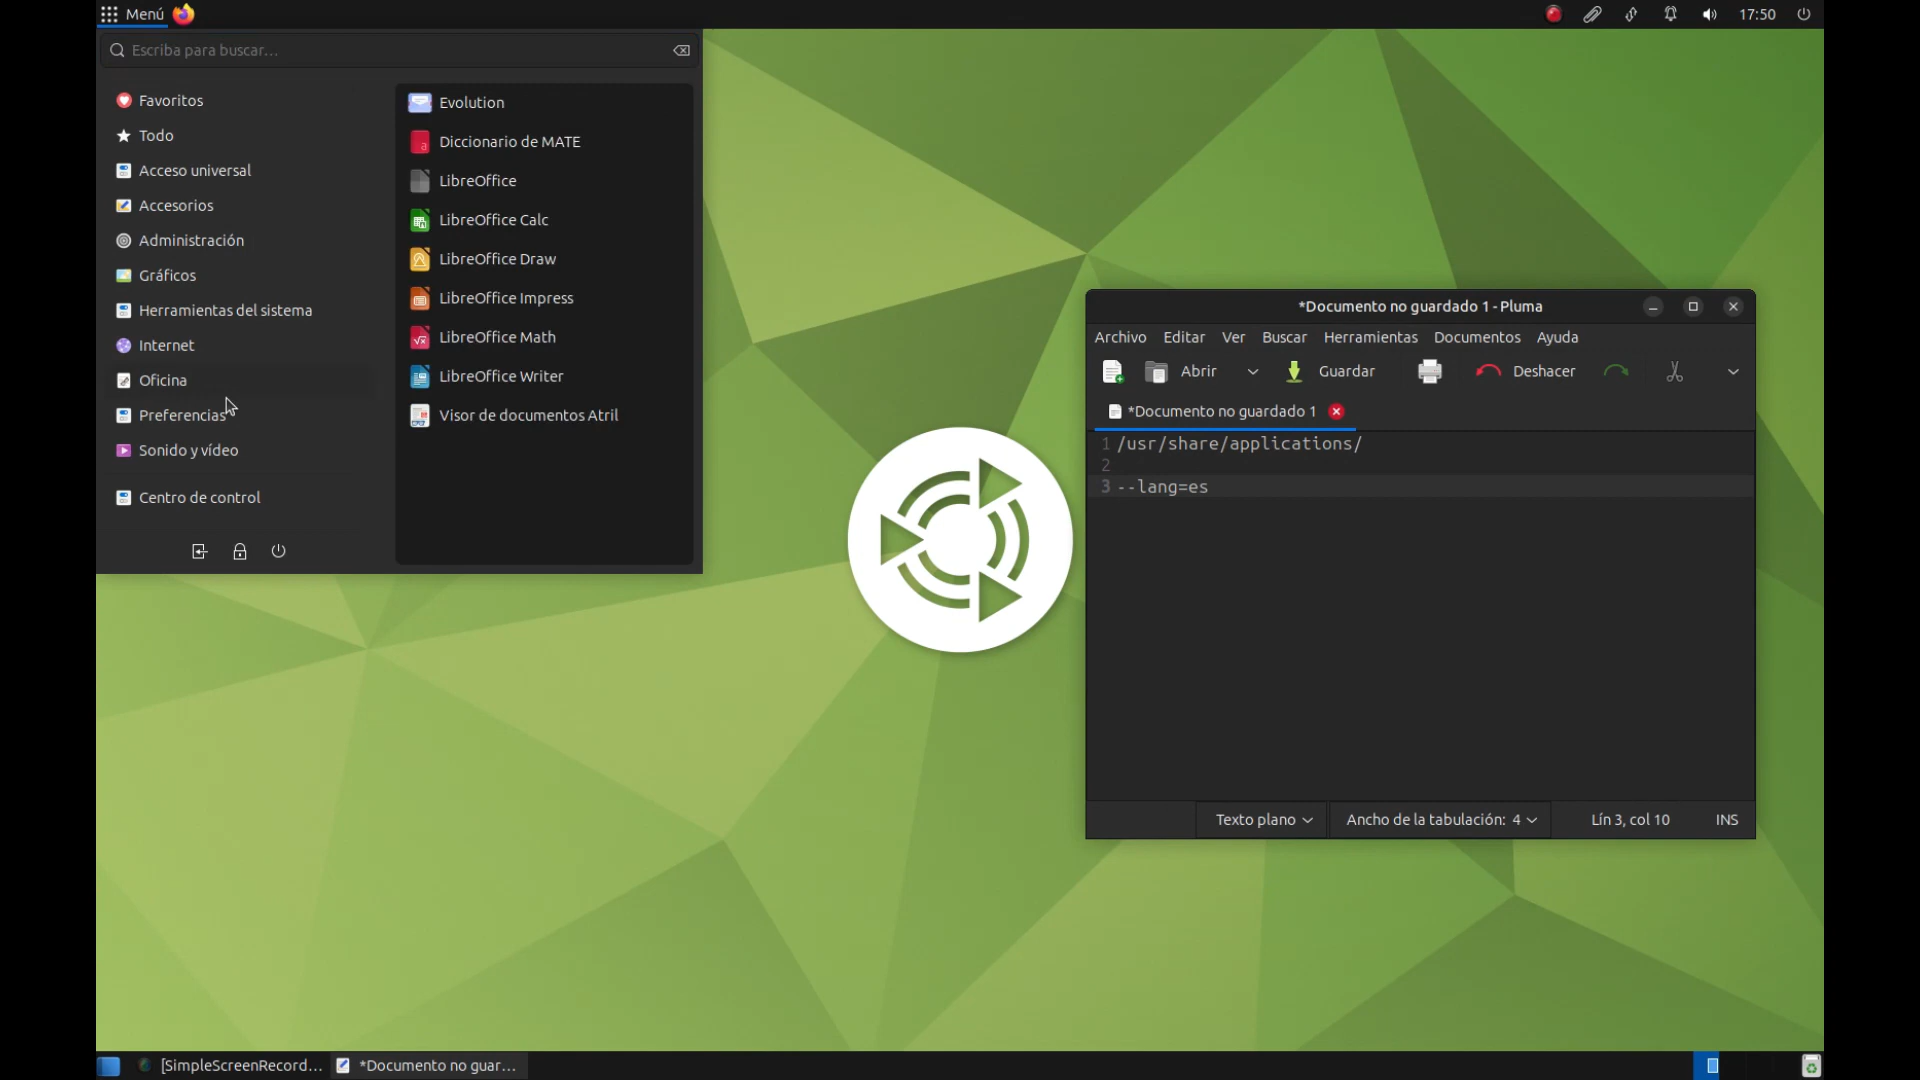 Menú
17:50
Escriba para buscar...
Favoritos
Todo
Acceso universal
Accesorios
Administración
Gráficos
Herramientas del sistema
Internet
Oficina
Preferencias
Sonido y vídeo
Centro de control
Evolution
Diccionario de MATE
LibreOffice
LibreOffice Calc
LibreOffice Draw
LibreOffice Impress
LibreOffice Math
LibreOffice Writer
Visor de documentos Atril
*Documento no guardado 1 - Pluma
Archivo Editar Ver Buscar Herramientas Documentos Ayuda
Abrir Guardar Deshacer
*Documento no guardado 1
1 /usr/share/applications/
2
3 --lang=es
Texto plano Ancho de la tabulación: 4 Lín 3, col 10 INS
[SimpleScreenRecord... *Documento no guar...